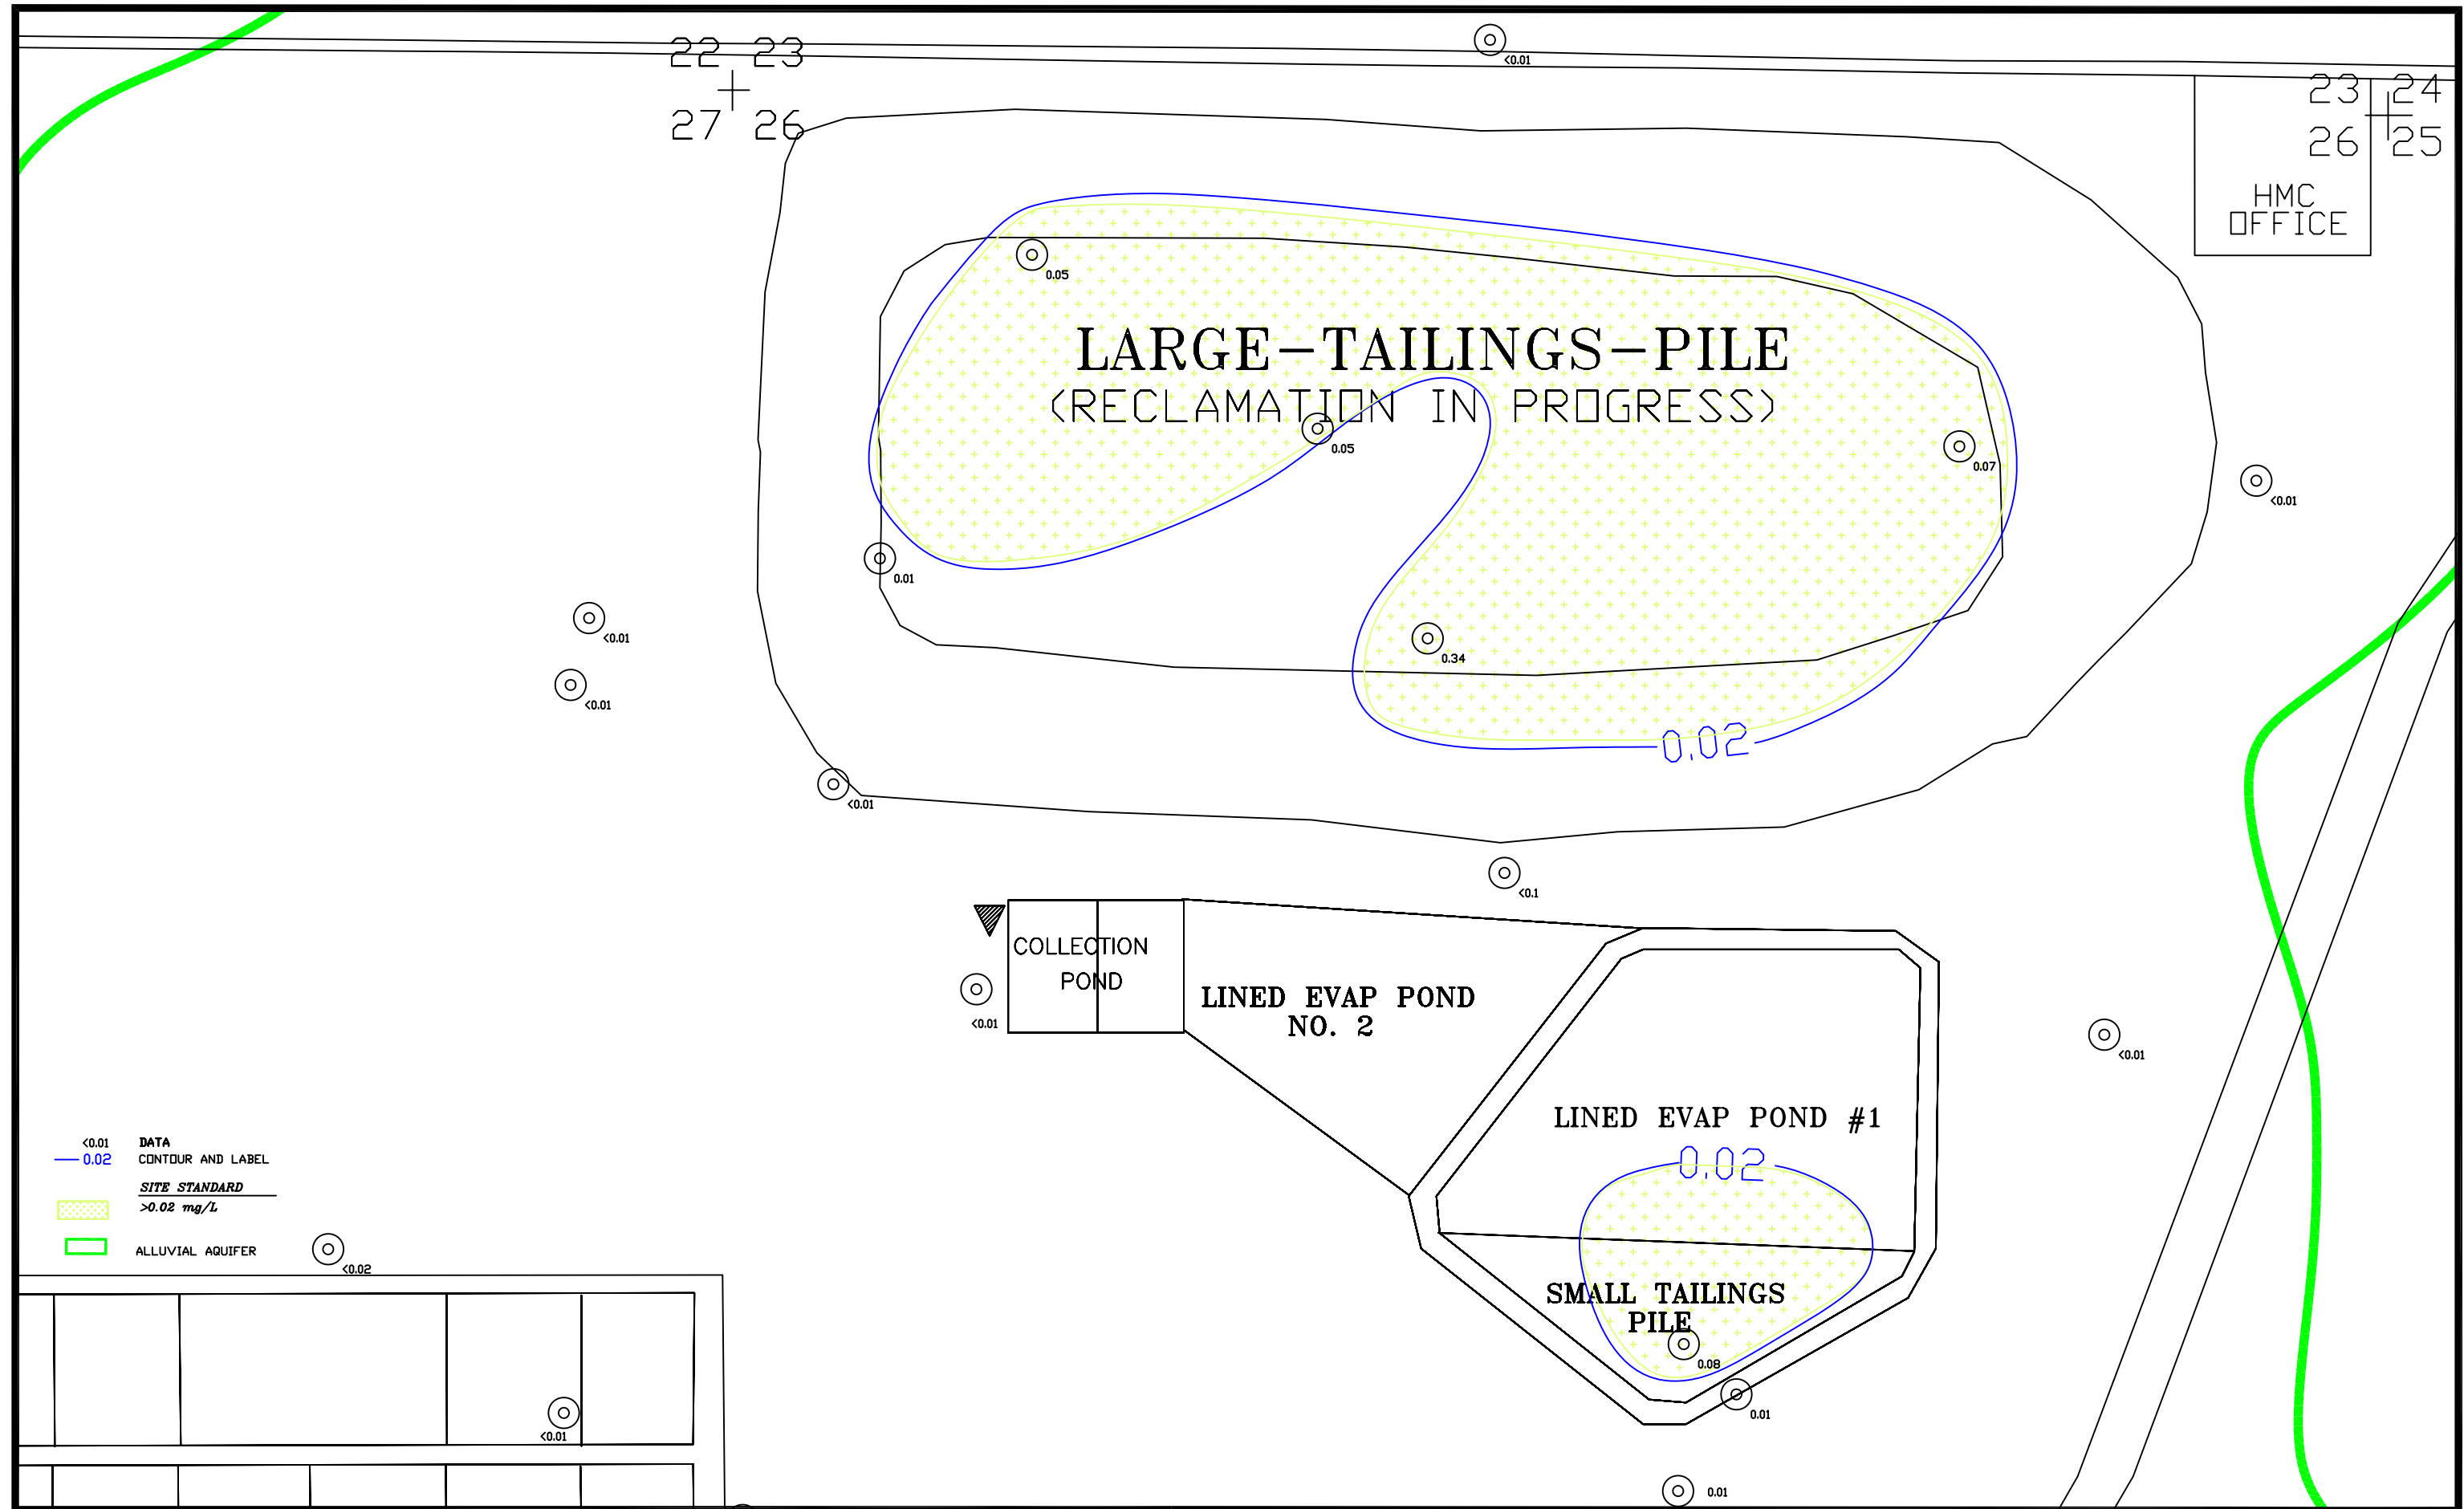 <0.01
22 23
27 26
23 24
26 25
HMC
OFFICE
0.05
LARGE-TAILINGS-PILE
(RECLAMATION IN PROGRESS)
0.05
0.07
<0.01
0.01
<0.01
0.34
<0.01
0.02
<0.01
<0.1
COLLECTION
POND
<0.01
LINED EVAP POND
NO. 2
<0.01
LINED EVAP POND #1
0.02
<0.01 DATA
0.02 CONTOUR AND LABEL
SITE STANDARD
>0.02 mg/L
ALLUVIAL AQUIFER
<0.02
SMALL TAILINGS
PILE
0.08
0.01
<0.01
0.01